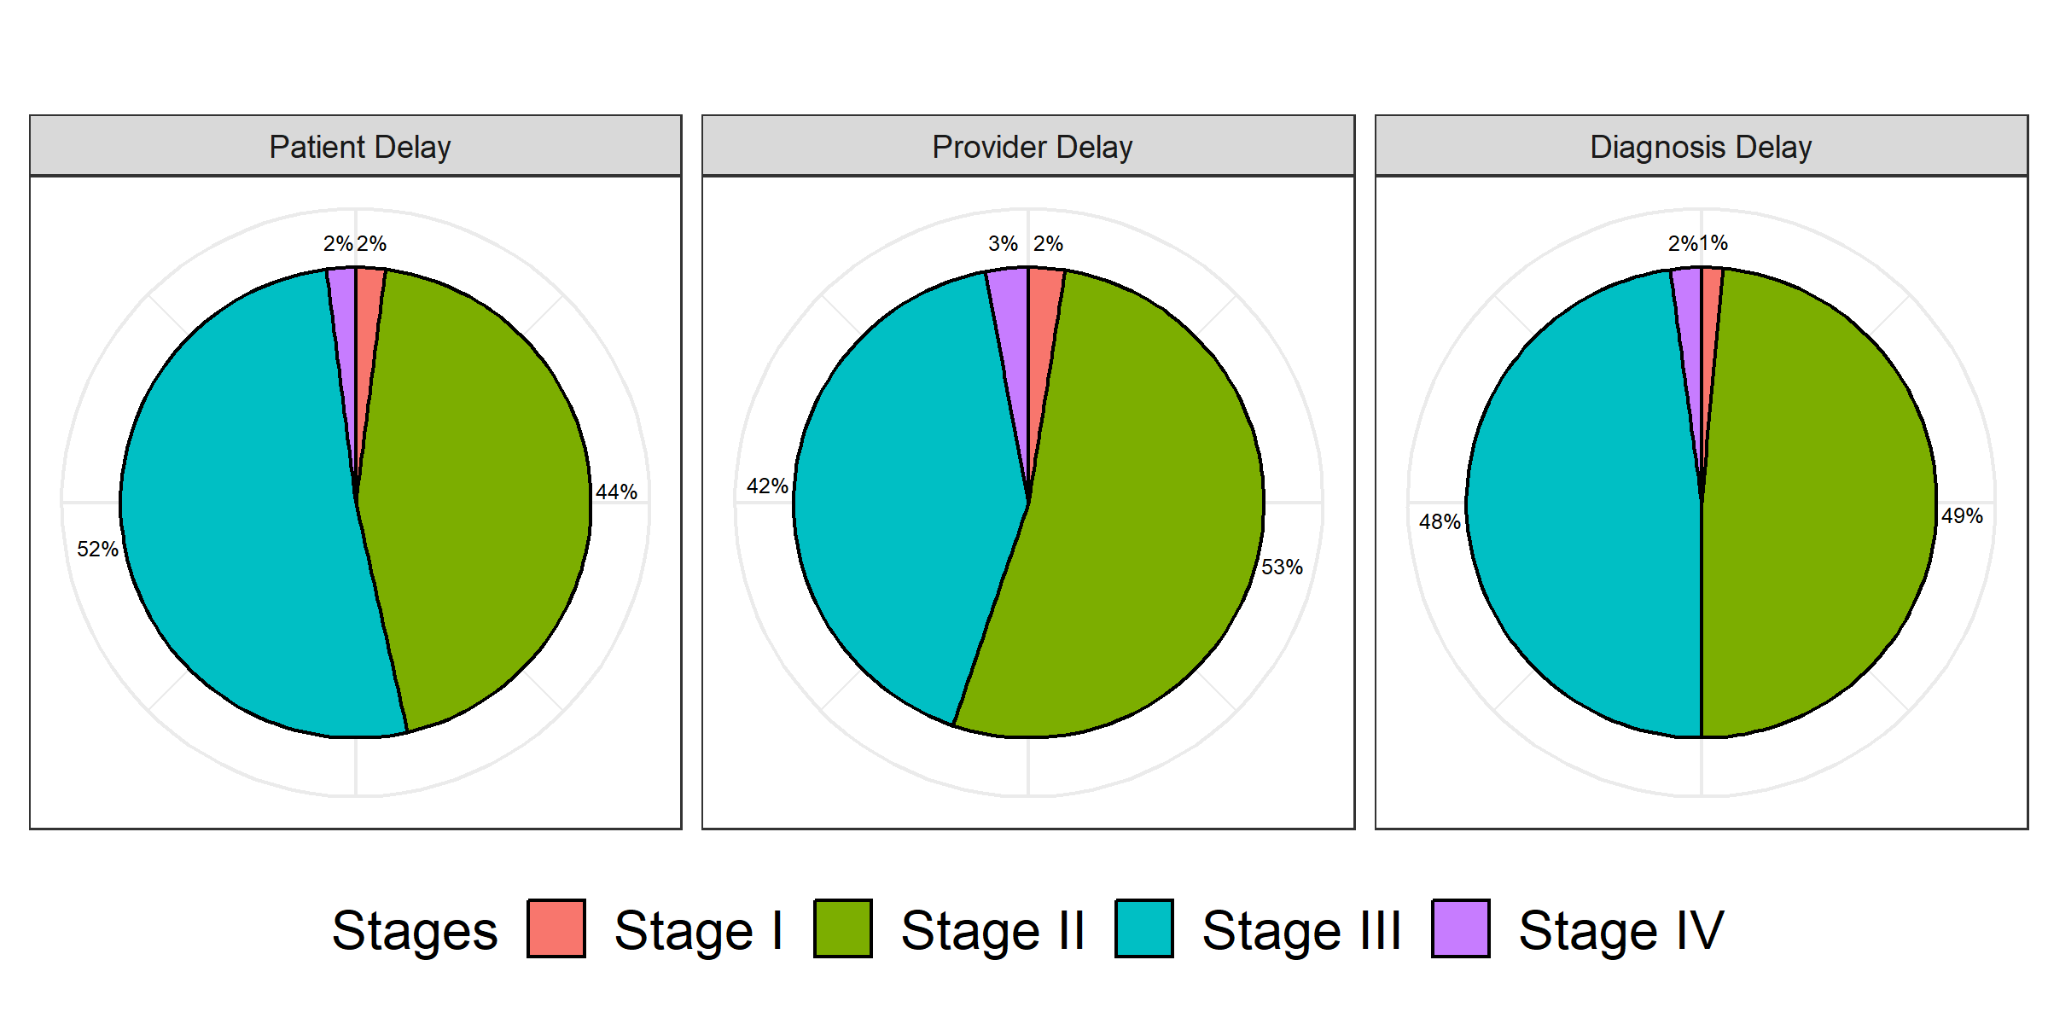 Patient Delay
2% 2%
44%
52%
Provider Delay
3% 2%
42%
53%
Diagnosis Delay
2% 1%
48%
49%
Stages Stage I Stage II Stage III Stage IV